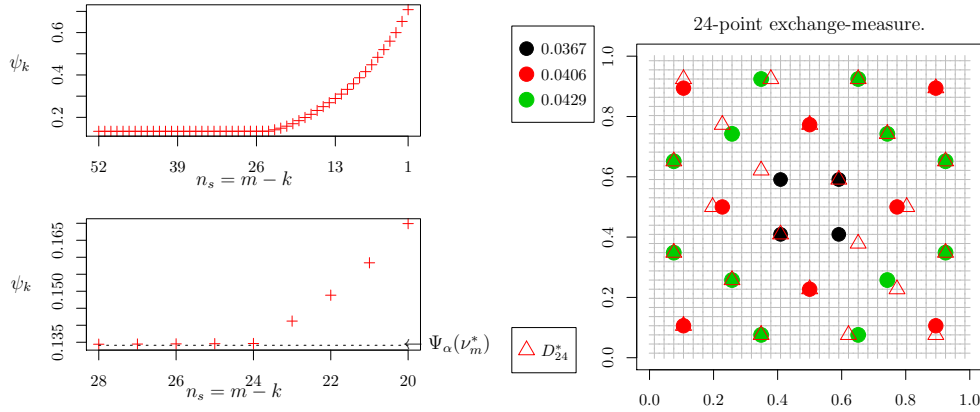 ψ_k
0.2 0.4 0.6
52 39 26 13 1
n_s = m − k
ψ_k
0.135 0.150 0.165
28 26 24 22 20
n_s = m − k
Ψ_α(ν*_m)
0.0367
0.0406
0.0429
D*_24
24-point exchange-measure.
0.0 0.2 0.4 0.6 0.8 1.0
0.0 0.2 0.4 0.6 0.8 1.0